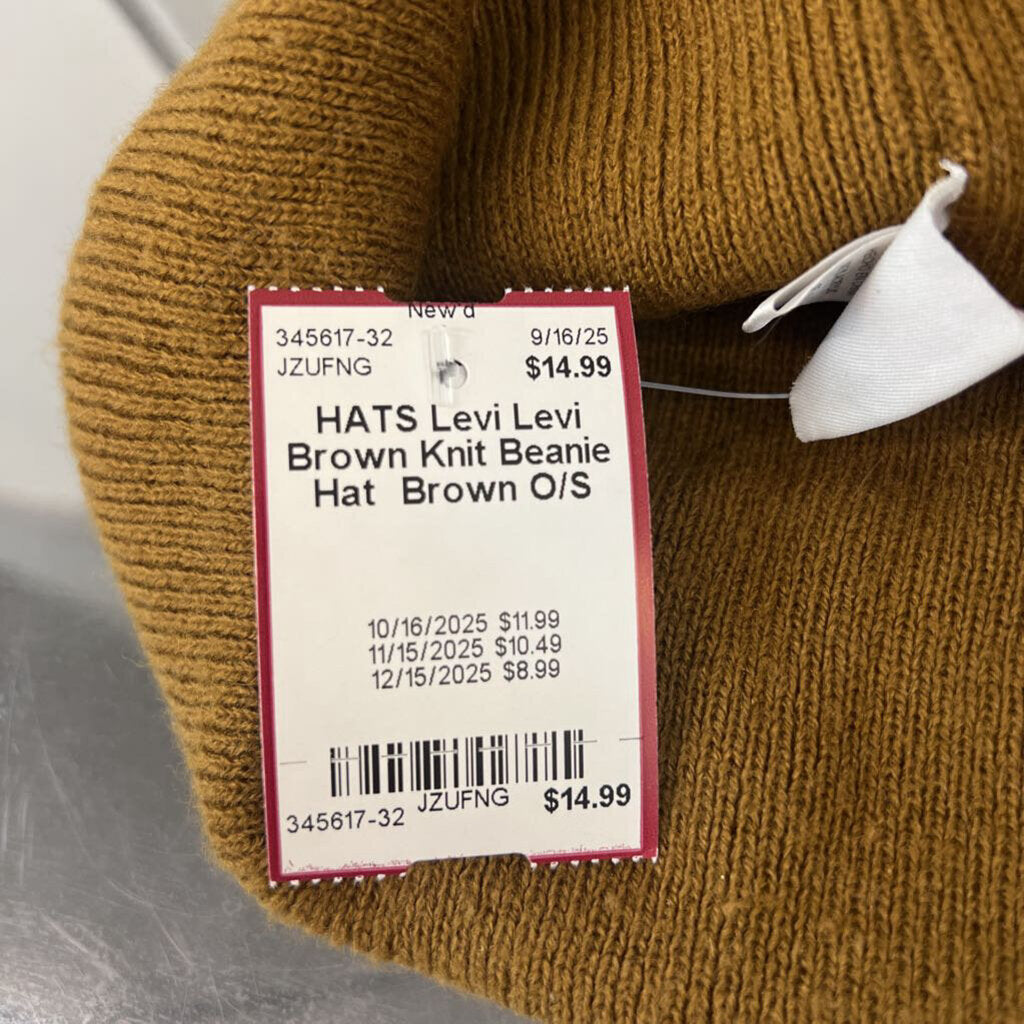 New'd
345617-32 9/16/25
JZUFNG $14.99
HATS Levi Levi
Brown Knit Beanie
Hat Brown O/S
10/16/2025 $11.99
11/15/2025 $10.49
12/15/2025 $8.99
JZUFNG $14.99
345617-32